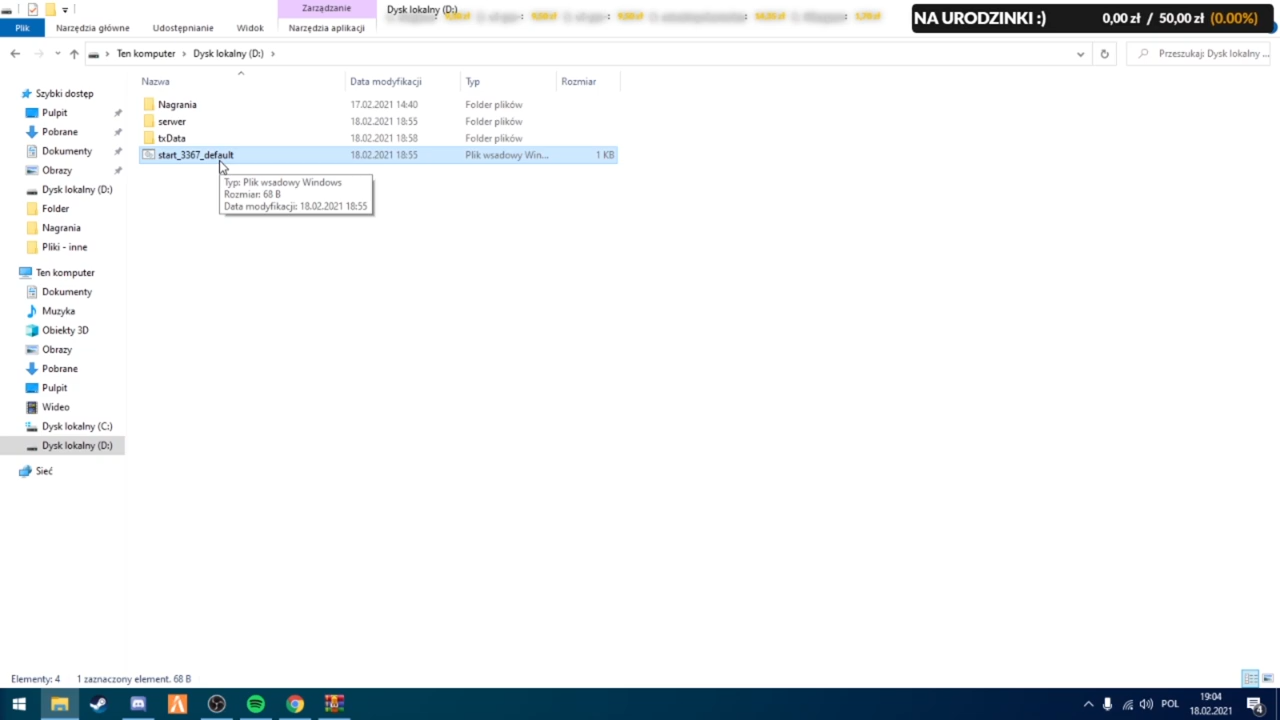 Zarządzanie
Dysk lokalny (D:)
NA URODZINKI :) 0,00 zł / 50,00 zł (0.00%)
Plik Narzędzia główne Udostępnianie Widok Narzędzia aplikacji
Ten komputer Dysk lokalny (D:) Przeszukaj: Dysk lokalny ...
Nazwa Data modyfikacji Typ Rozmiar
Nagrania 17.02.2021 14:40 Folder plików
serwer 18.02.2021 18:55 Folder plików
txData 18.02.2021 18:58 Folder plików
start_3367_default 18.02.2021 18:55 Plik wsadowy Win... 1 KB
Typ: Plik wsadowy Windows
Rozmiar: 68 B
Data modyfikacji: 18.02.2021 18:55
Szybki dostęp
Pulpit
Pobrane
Dokumenty
Obrazy
Dysk lokalny (D:)
Folder
Nagrania
Pliki - inne
Ten komputer
Dokumenty
Muzyka
Obiekty 3D
Obrazy
Pobrane
Pulpit
Wideo
Dysk lokalny (C:)
Dysk lokalny (D:)
Sieć
Elementy: 4 1 zaznaczony element. 68 B
POL
19:04
18.02.2021
4